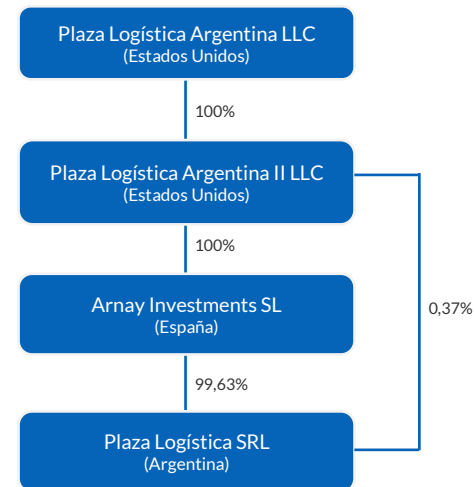 Plaza Logística Argentina LLC
(Estados Unidos)
100%
Plaza Logística Argentina II LLC
(Estados Unidos)
100%
Arnay Investments SL
(España)
0,37%
99,63%
Plaza Logística SRL
(Argentina)